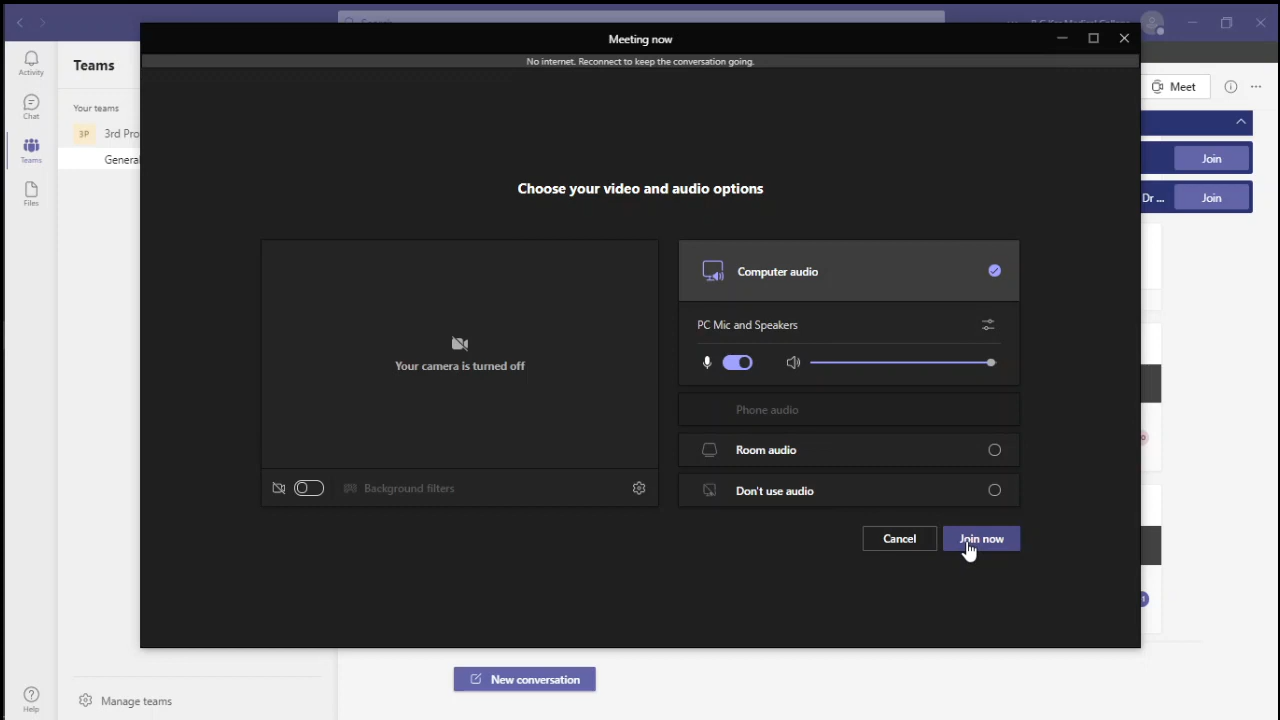 Meeting now
No internet. Reconnect to keep the conversation going.
Activity
Chat
Teams
Files
Help
Teams
Your teams
3P 3rd Pro
General
Manage teams
Choose your video and audio options
Your camera is turned off
Background filters
Computer audio
PC Mic and Speakers
Phone audio
Room audio
Don't use audio
Cancel
Join now
Meet
Join
Dr ...
Join
New conversation